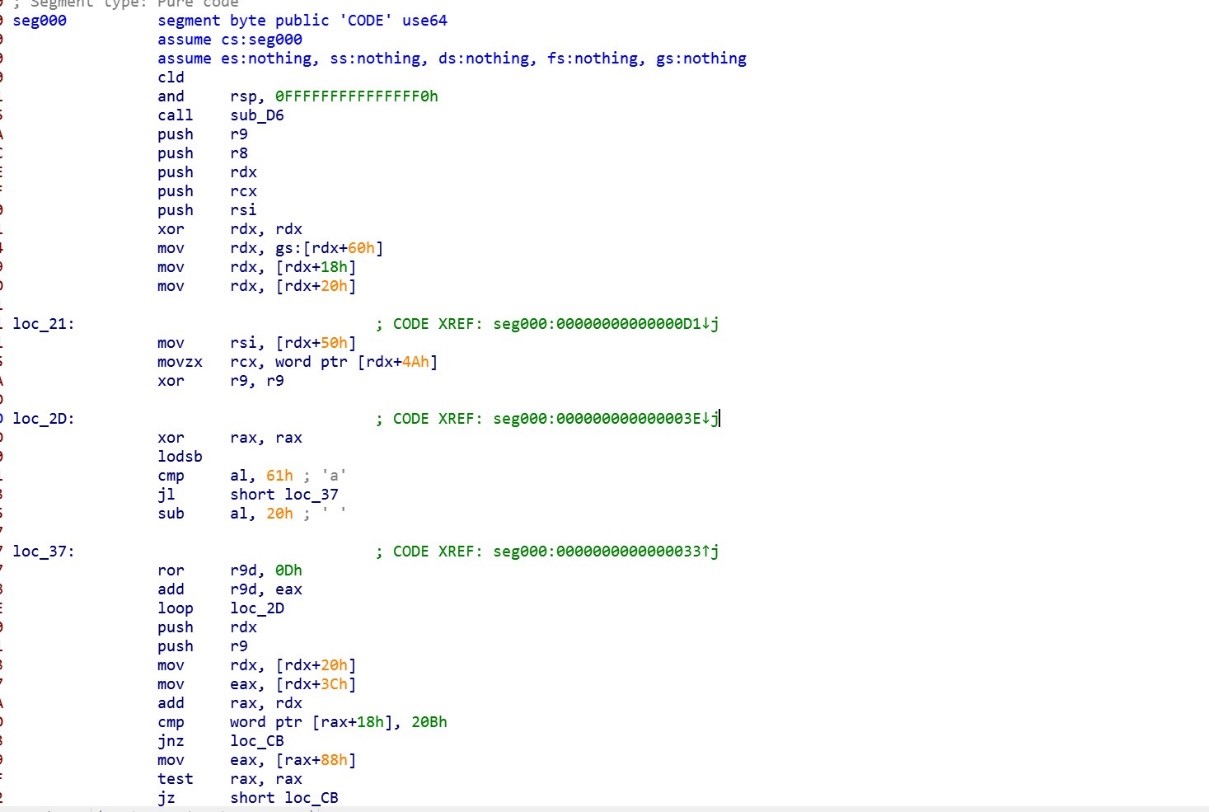 ; Segment type: Pure code
seg000 segment byte public 'CODE' use64
assume cs:seg000
assume es:nothing, ss:nothing, ds:nothing, fs:nothing, gs:nothing
cld
and rsp, 0FFFFFFFFFFFFFFF0h
call sub_D6
push r9
push r8
push rdx
push rcx
push rsi
xor rdx, rdx
mov rdx, gs:[rdx+60h]
mov rdx, [rdx+18h]
mov rdx, [rdx+20h]
loc_21: ; CODE XREF: seg000:00000000000000D1↓j
mov rsi, [rdx+50h]
movzx rcx, word ptr [rdx+4Ah]
xor r9, r9
loc_2D: ; CODE XREF: seg000:000000000000003E↓j
xor rax, rax
lodsb
cmp al, 61h ; 'a'
jl short loc_37
sub al, 20h ; ' '
loc_37: ; CODE XREF: seg000:0000000000000033↑j
ror r9d, 0Dh
add r9d, eax
loop loc_2D
push rdx
push r9
mov rdx, [rdx+20h]
mov eax, [rdx+3Ch]
add rax, rdx
cmp word ptr [rax+18h], 20Bh
jnz loc_CB
mov eax, [rax+88h]
test rax, rax
jz short loc_CB